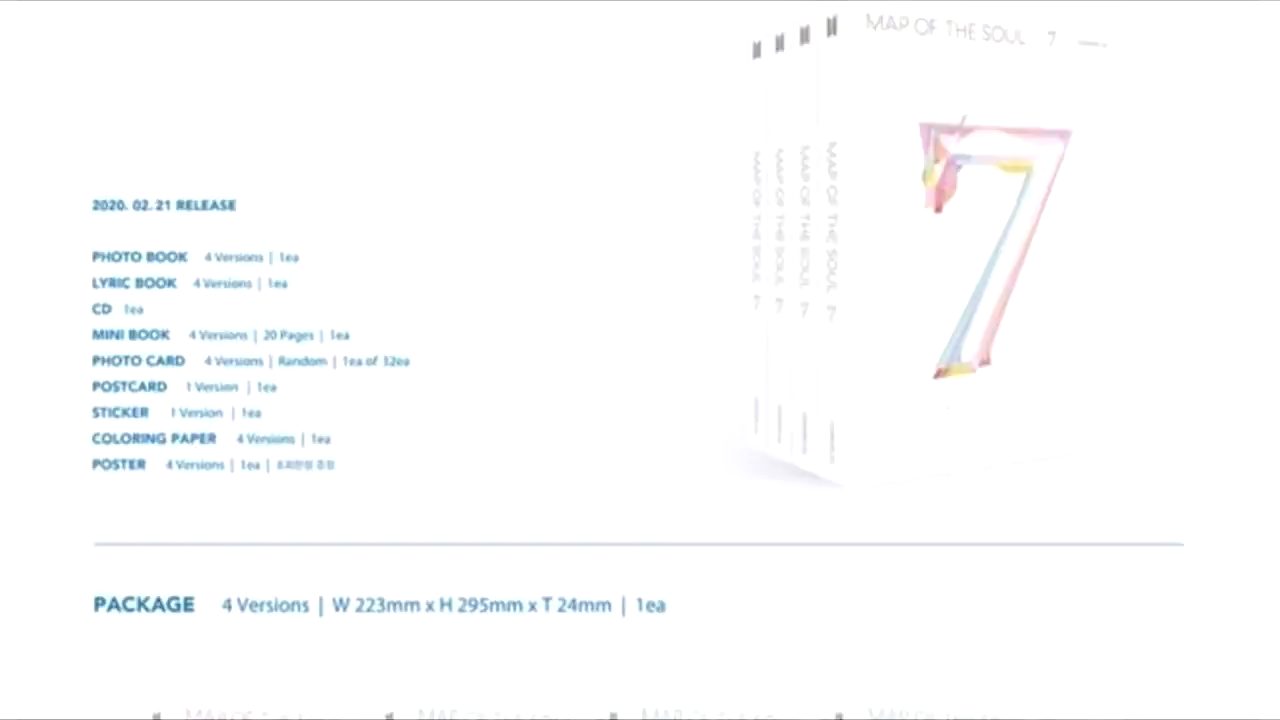 MAP OF THE SOUL 7
MAP OF THE SOUL 7
MAP OF THE SOUL 7
MAP OF THE SOUL 7
MAP OF THE SOUL 7
7
2020. 02. 21 RELEASE
PHOTO BOOK 4 Versions | 1ea
LYRIC BOOK 4 Versions | 1ea
CD 1ea
MINI BOOK 4 Versions | 20 Pages | 1ea
PHOTO CARD 4 Versions | Random | 1ea of 32ea
POSTCARD 1 Version | 1ea
STICKER 1 Version | 1ea
COLORING PAPER 4 Versions | 1ea
POSTER 4 Versions | 1ea |
PACKAGE 4 Versions | W 223mm x H 295mm x T 24mm | 1ea